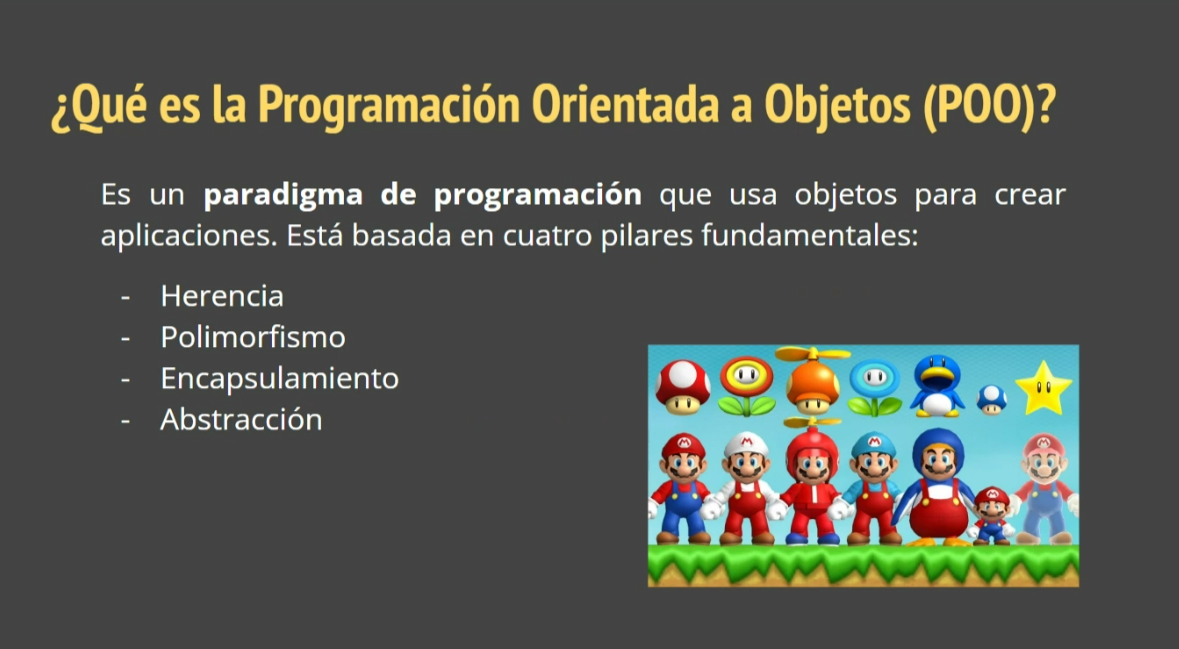 ¿Qué es la Programación Orientada a Objetos (POO)?
Es un paradigma de programación que usa objetos para crear
aplicaciones. Está basada en cuatro pilares fundamentales:
- Herencia
- Polimorfismo
- Encapsulamiento
- Abstracción